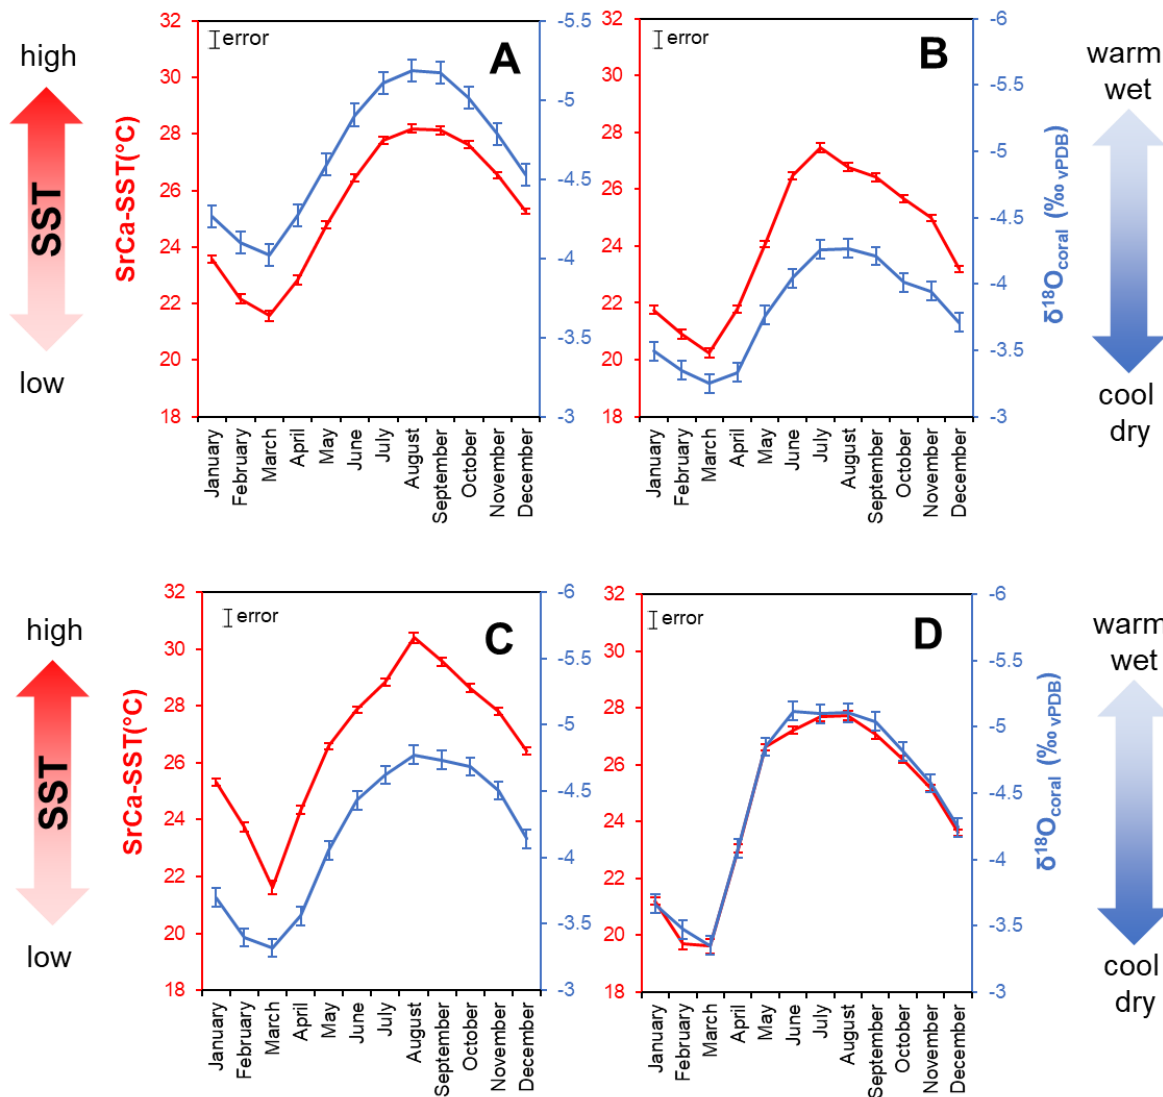 high
SST
low
SrCa-SST(°C)
32
30
28
26
24
22
20
18
error
A
-5.5
-5
-4.5
-4
-3.5
-3
January
February
March
April
May
June
July
August
September
October
November
December
32
30
28
26
24
22
20
18
error
B
-6
-5.5
-5
-4.5
-4
-3.5
-3
δ¹⁸Ocoral (‰ vPDB)
January
February
March
April
May
June
July
August
September
October
November
December
warm
wet
cool
dry
high
SST
low
SrCa-SST(°C)
32
30
28
26
24
22
20
18
error
C
-6
-5.5
-5
-4.5
-4
-3.5
-3
January
February
March
April
May
June
July
August
September
October
November
December
32
30
28
26
24
22
20
18
error
D
-6
-5.5
-5
-4.5
-4
-3.5
-3
δ¹⁸Ocoral (‰ vPDB)
January
February
March
April
May
June
July
August
September
October
November
December
warm
wet
cool
dry